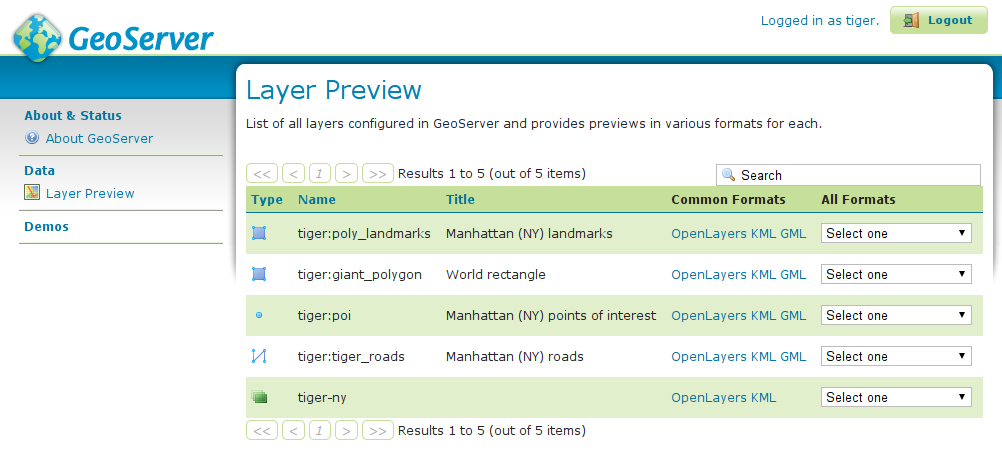 GeoServer
Logged in as tiger.
Logout
About & Status
About GeoServer
Data
Layer Preview
Demos
Layer Preview
List of all layers configured in GeoServer and provides previews in various formats for each.
<< < 1 > >> Results 1 to 5 (out of 5 items)
Search
Type Name Title Common Formats All Formats
tiger:poly_landmarks Manhattan (NY) landmarks OpenLayers KML GML Select one
tiger:giant_polygon World rectangle OpenLayers KML GML Select one
tiger:poi Manhattan (NY) points of interest OpenLayers KML GML Select one
tiger:tiger_roads Manhattan (NY) roads OpenLayers KML GML Select one
tiger-ny OpenLayers KML Select one
<< < 1 > >> Results 1 to 5 (out of 5 items)